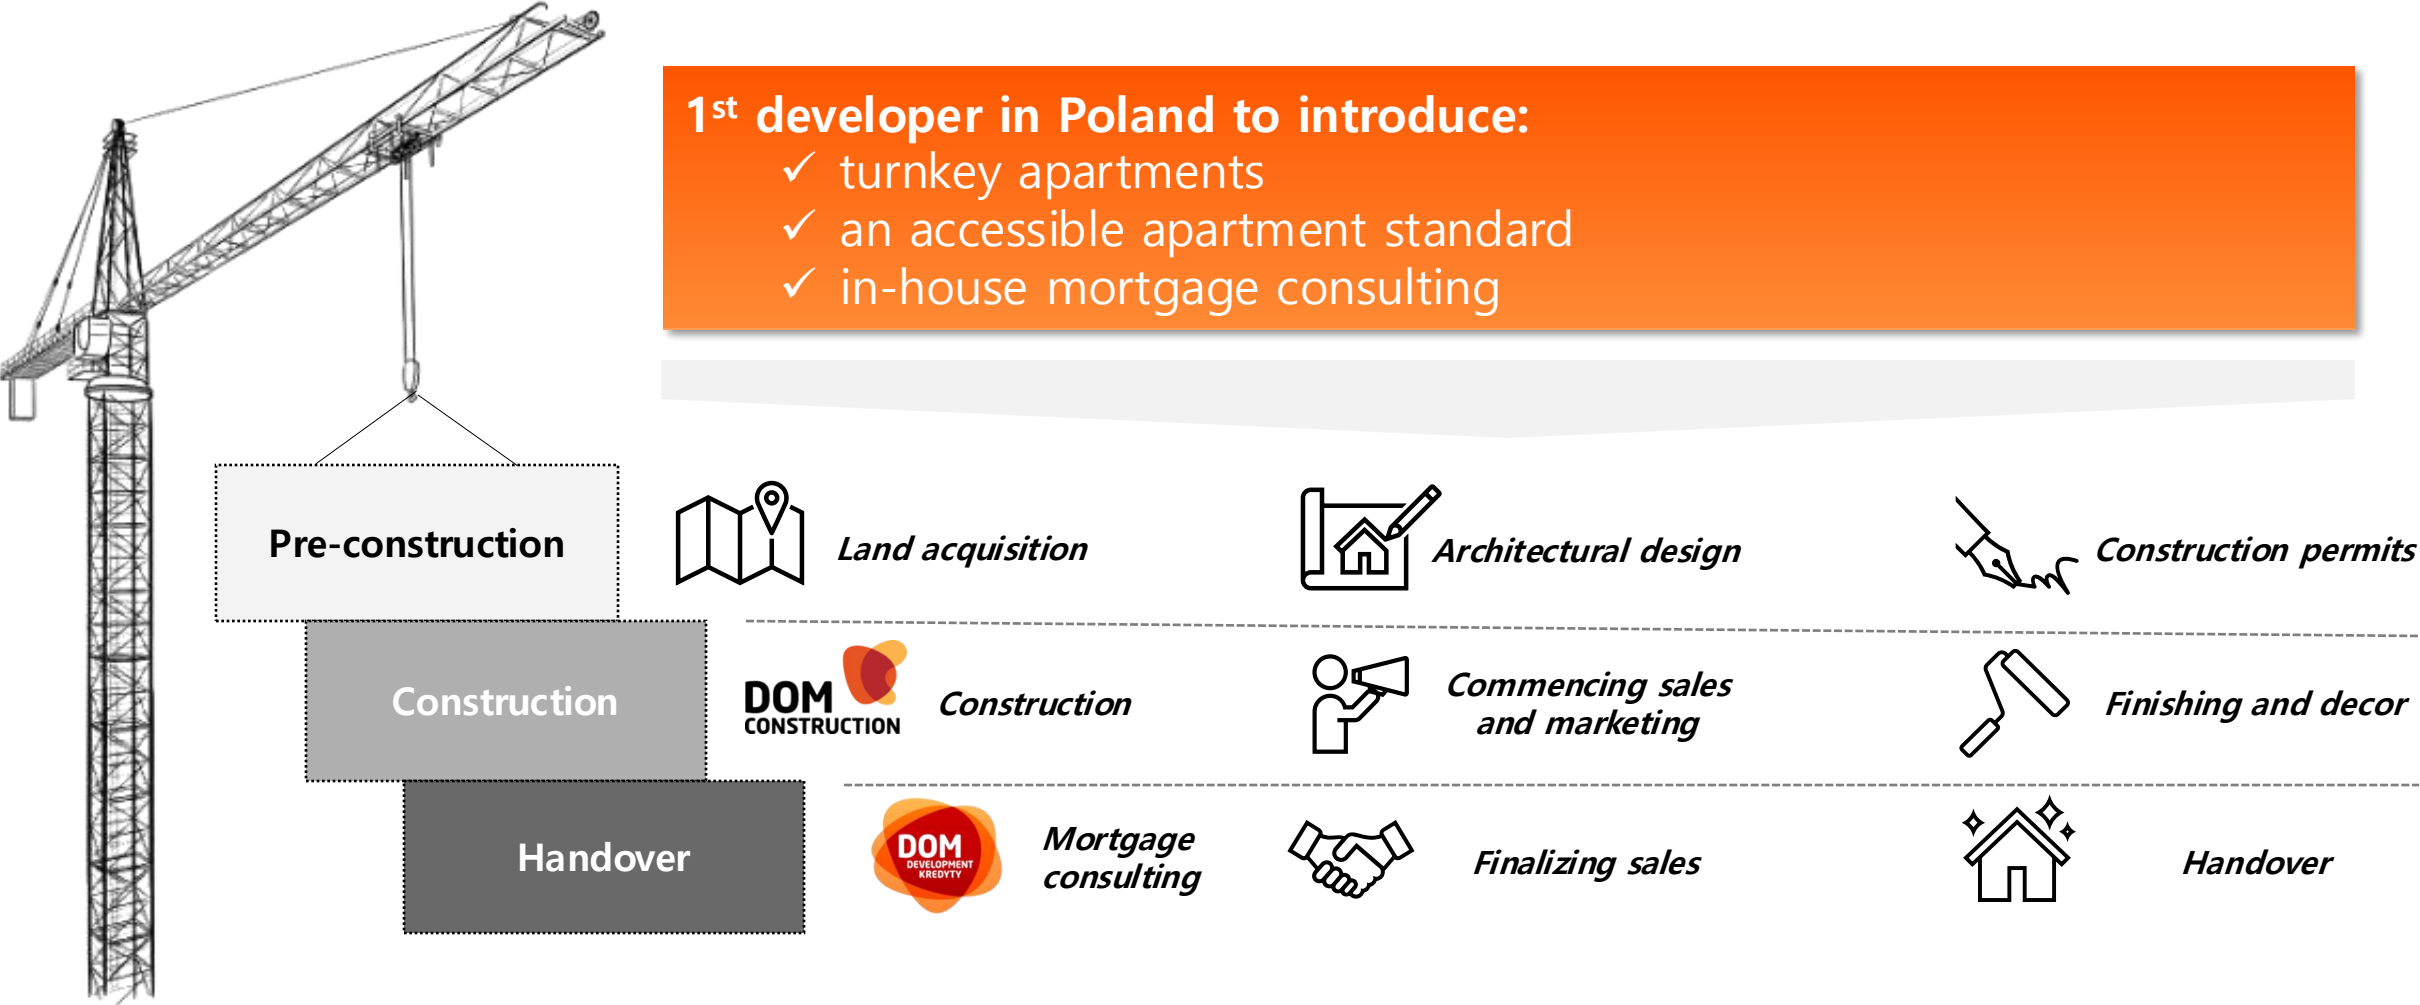 1st developer in Poland to introduce:
✓ turnkey apartments
✓ an accessible apartment standard
✓ in-house mortgage consulting
Pre-construction
Land acquisition
Architectural design
Construction permits
Construction
DOM
CONSTRUCTION
Construction
Commencing sales
and marketing
Finishing and decor
Handover
DOM
DEVELOPMENT
KREDYTY
Mortgage
consulting
Finalizing sales
Handover